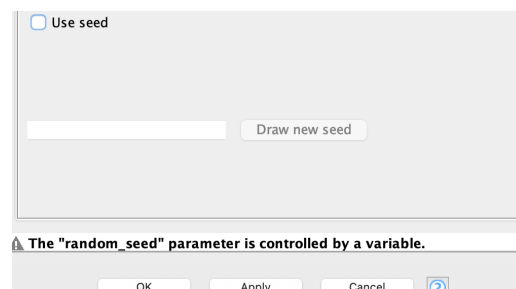 Use seed
Draw new seed
The "random_seed" parameter is controlled by a variable.
OK Apply Cancel ?